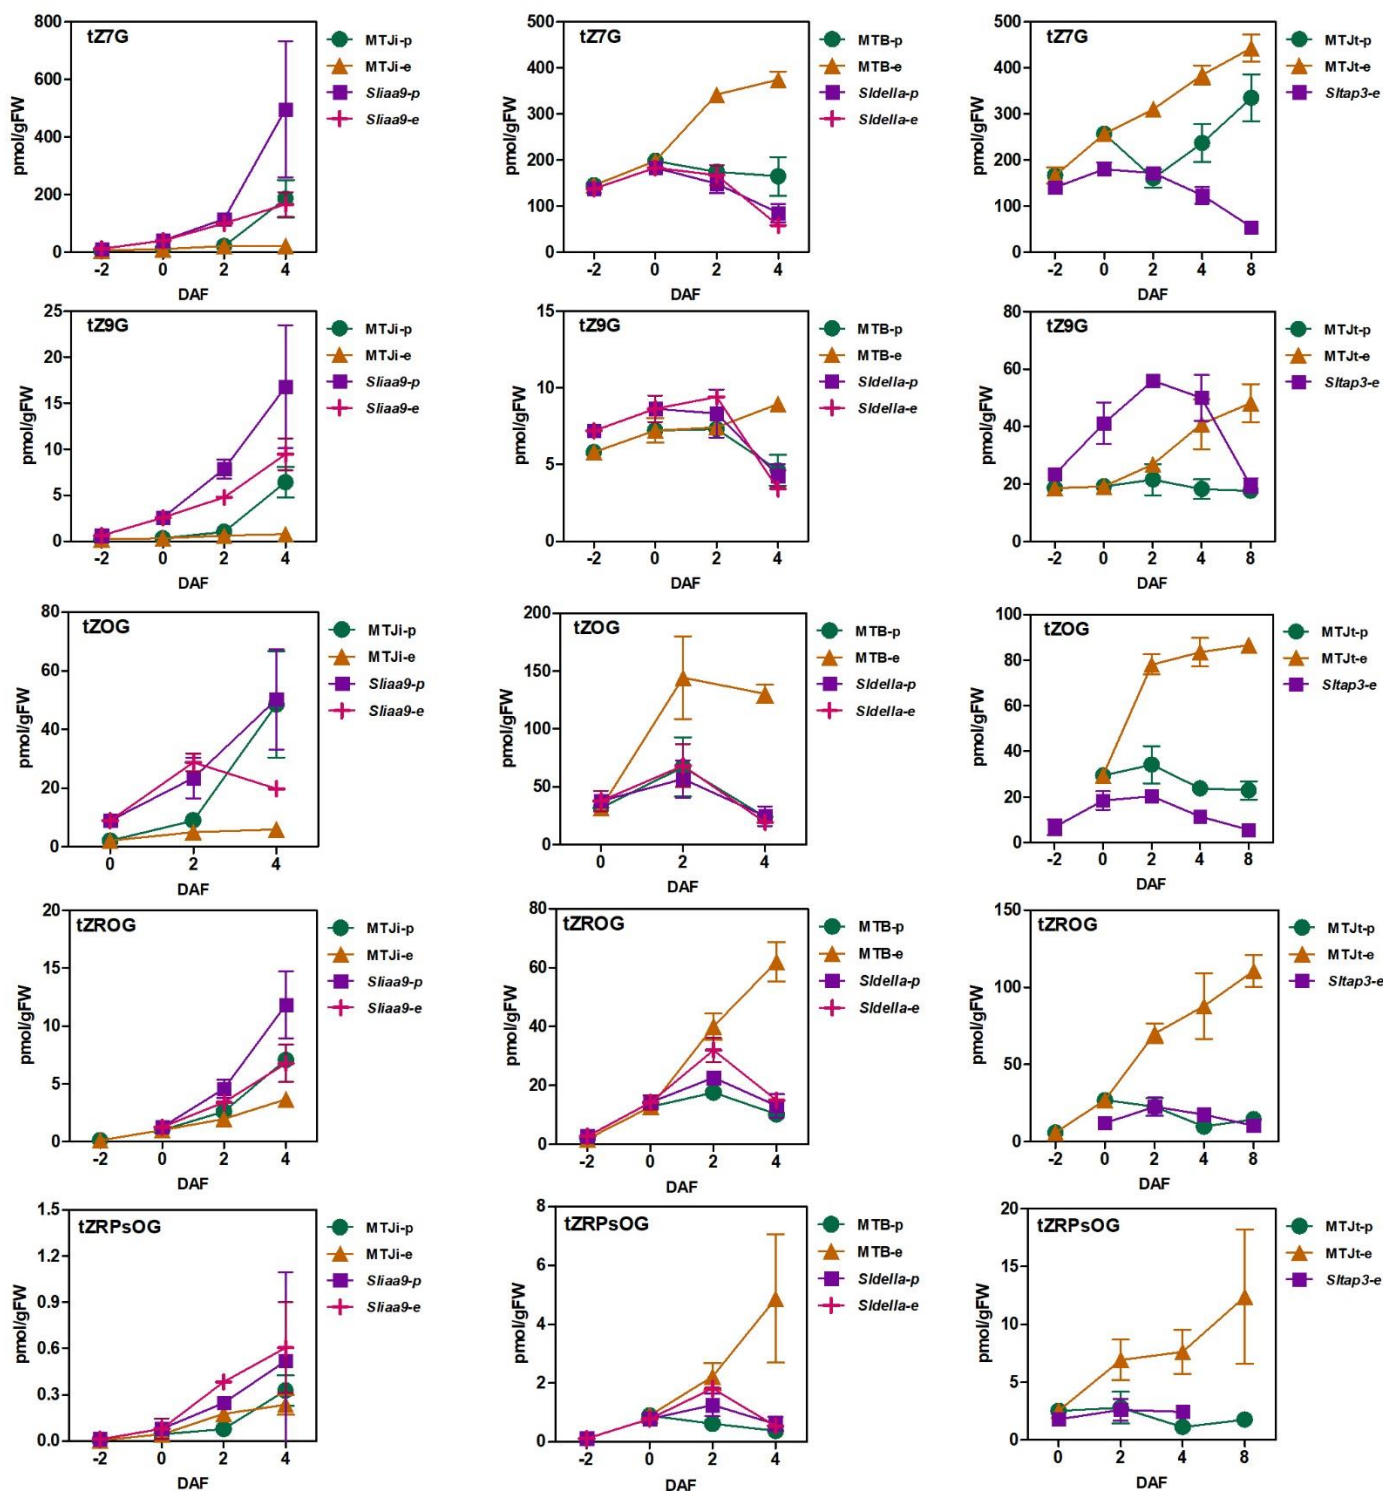 tZ7G
800
600
400
200
0
-2 0 2 4
pmol/gFW
DAF
MTJi-p
MTJi-e
Sliaa9-p
Sliaa9-e
tZ7G
500
400
300
200
100
0
-2 0 2 4
pmol/gFW
DAF
MTB-p
MTB-e
Sldella-p
Sldella-e
tZ7G
500
400
300
200
100
0
-2 0 2 4 8
pmol/gFW
DAF
MTJt-p
MTJt-e
Sltap3-e
tZ9G
25
20
15
10
5
0
-2 0 2 4
pmol/gFW
DAF
MTJi-p
MTJi-e
Sliaa9-p
Sliaa9-e
tZ9G
15
10
5
0
-2 0 2 4
pmol/gFW
DAF
MTB-p
MTB-e
Sldella-p
Sldella-e
tZ9G
80
60
40
20
0
-2 0 2 4 8
pmol/gFW
DAF
MTJt-p
MTJt-e
Sltap3-e
tZOG
80
60
40
20
0
0 2 4
pmol/gFW
DAF
MTJi-p
MTJi-e
Sliaa9-p
Sliaa9-e
tZOG
200
150
100
50
0
0 2 4
pmol/gFW
DAF
MTB-p
MTB-e
Sldella-p
Sldella-e
tZOG
100
80
60
40
20
0
-2 0 2 4 8
pmol/gFW
DAF
MTJt-p
MTJt-e
Sltap3-e
tZROG
20
15
10
5
0
-2 0 2 4
pmol/gFW
DAF
MTJi-p
MTJi-e
Sliaa9-p
Sliaa9-e
tZROG
80
60
40
20
0
-2 0 2 4
pmol/gFW
DAF
MTB-p
MTB-e
Sldella-p
Sldella-e
tZROG
150
100
50
0
-2 0 2 4 8
pmol/gFW
DAF
MTJt-p
MTJt-e
Sltap3-e
tZRPsOG
1.5
1.2
0.9
0.6
0.3
0.0
-2 0 2 4
pmol/gFW
DAF
MTJi-p
MTJi-e
Sliaa9-p
Sliaa9-e
tZRPsOG
8
6
4
2
0
-2 0 2 4
pmol/gFW
DAF
MTB-p
MTB-e
Sldella-p
Sldella-e
tZRPsOG
20
15
10
5
0
0 2 4 8
pmol/gFW
DAF
MTJt-p
MTJt-e
Sltap3-e